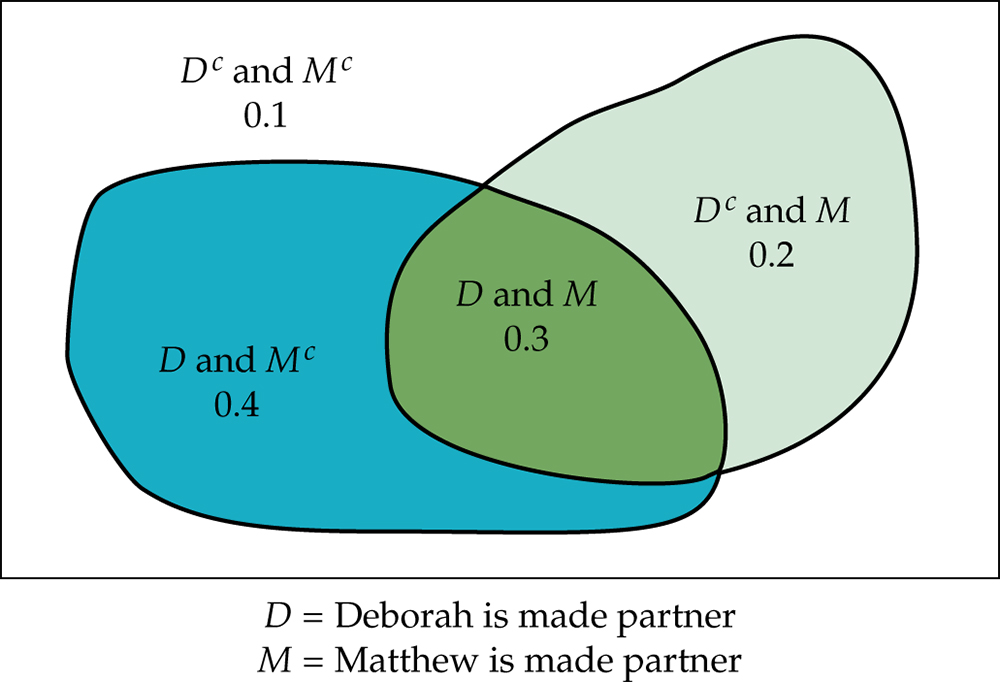 Dᶜ and Mᶜ
0.1
Dᶜ and M
0.2
D and M
0.3
D and Mᶜ
0.4
D = Deborah is made partner
M = Matthew is made partner